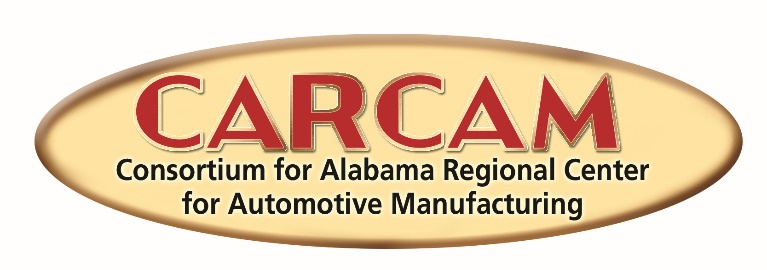 CARCAM
Consortium for Alabama Regional Center
for Automotive Manufacturing